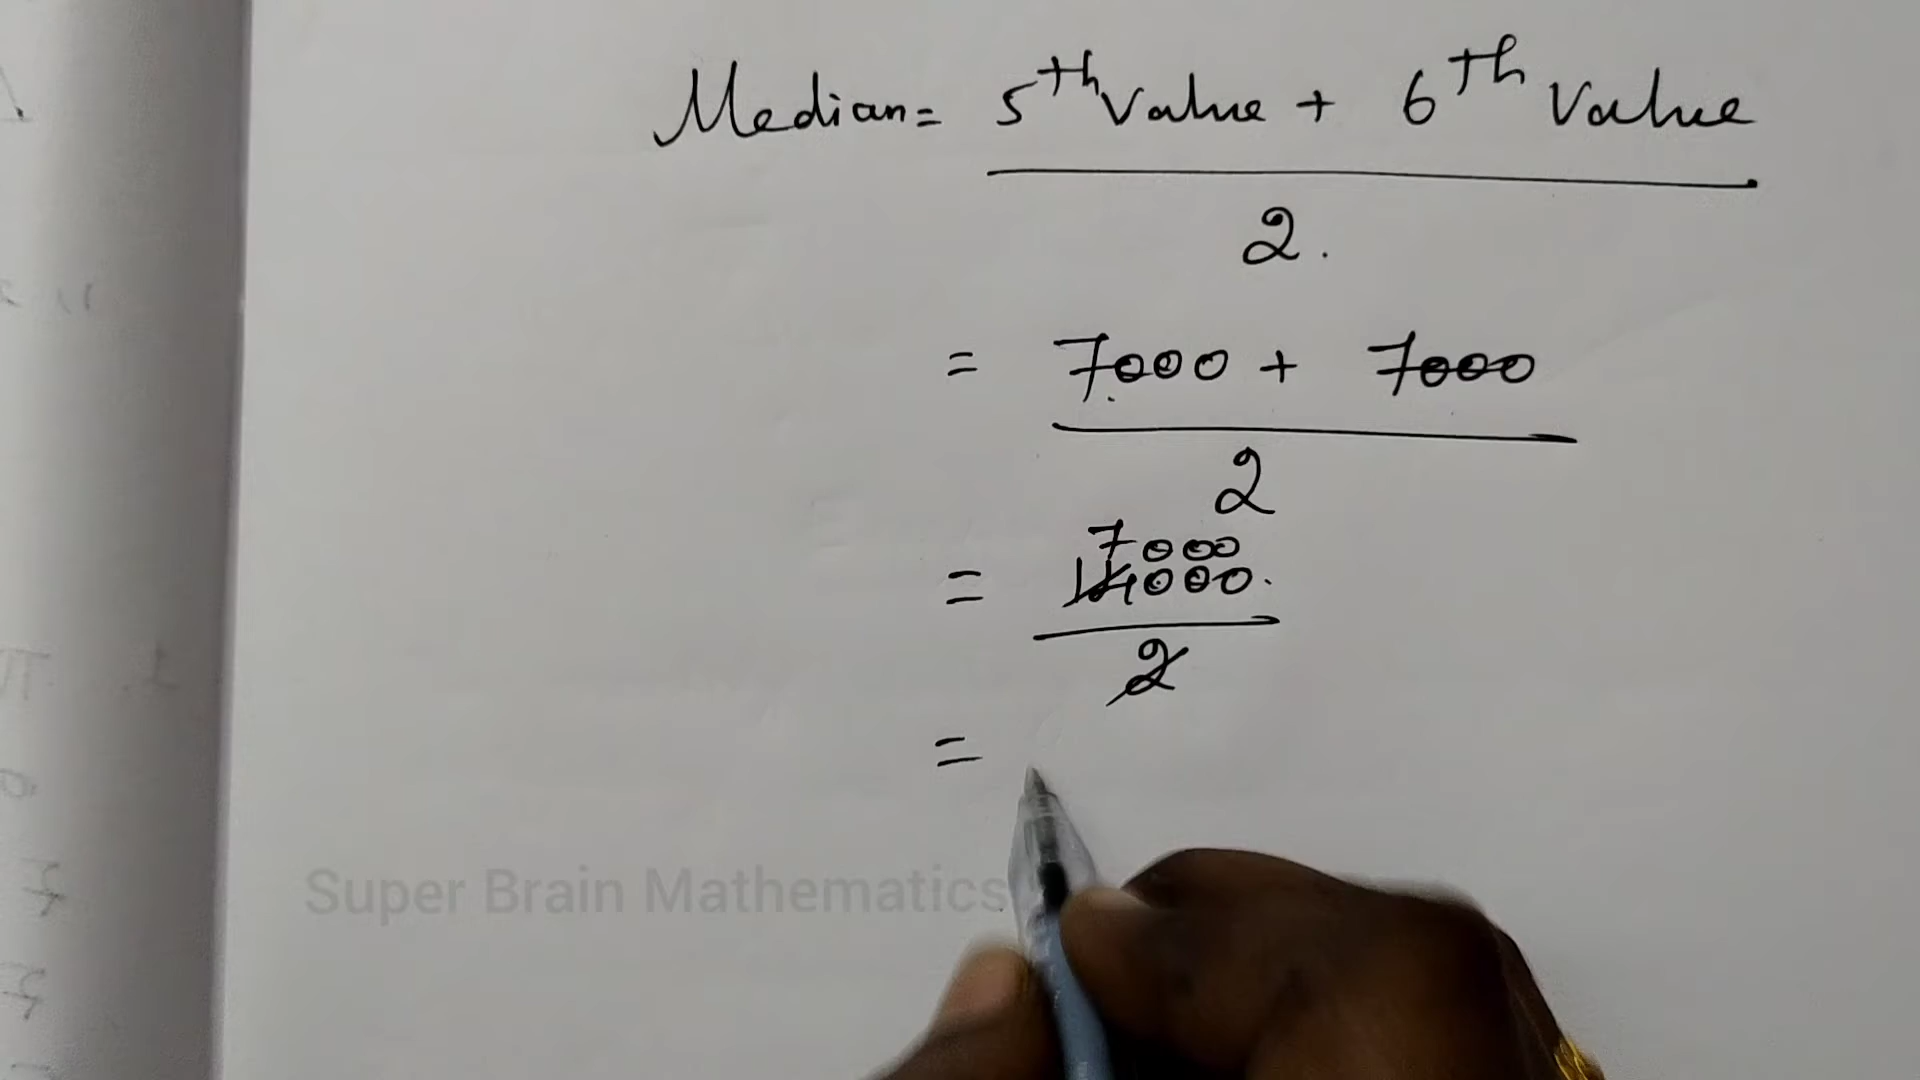 Median = 5th Value + 6th Value
2.
= 7000 + 7000
2
7000
= 14000.
2
=
Super Brain Mathematics